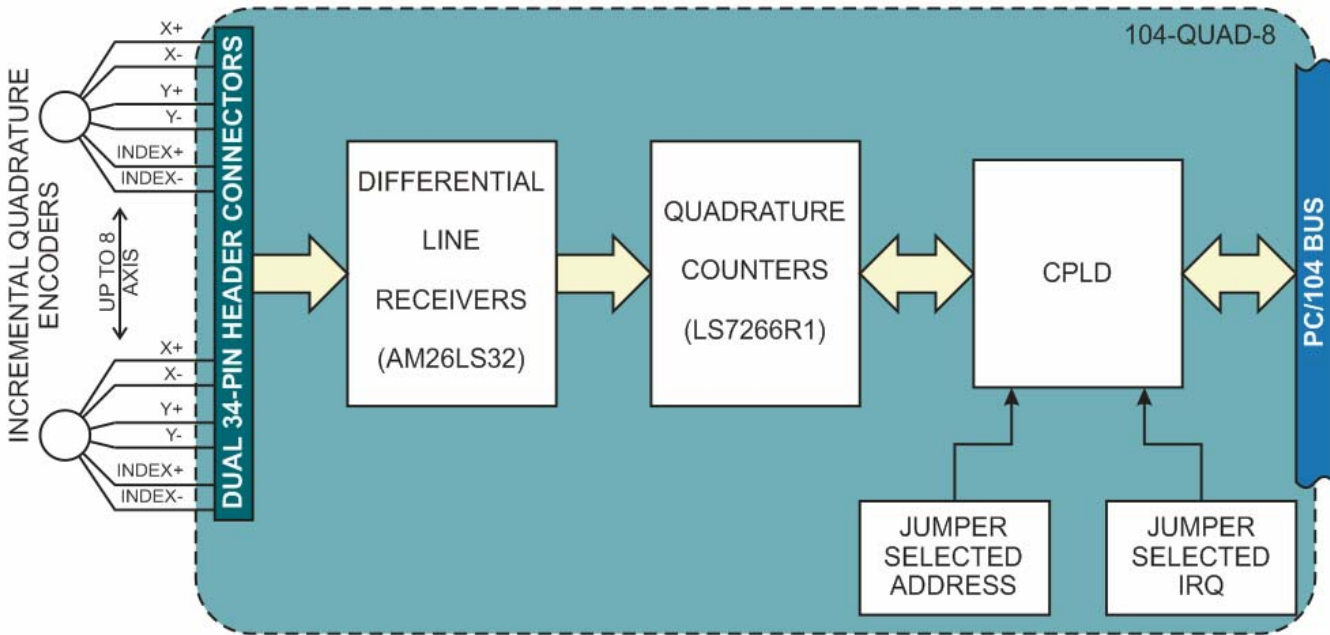 104-QUAD-8
INCREMENTAL QUADRATURE
ENCODERS
X+
X-
Y+
Y-
INDEX+
INDEX-
UP TO 8
AXIS
X+
X-
Y+
Y-
INDEX+
INDEX-
DUAL 34-PIN HEADER CONNECTORS
DIFFERENTIAL
LINE
RECEIVERS
(AM26LS32)
QUADRATURE
COUNTERS
(LS7266R1)
CPLD
PC/104 BUS
JUMPER
SELECTED
ADDRESS
JUMPER
SELECTED
IRQ